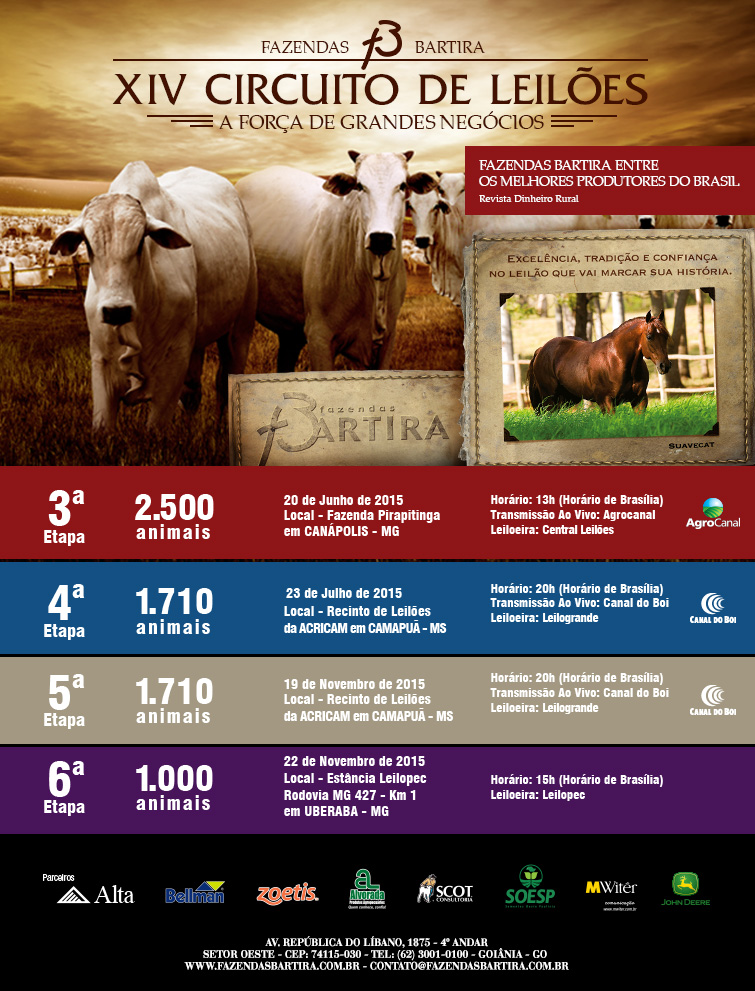 FAZENDAS B BARTIRA
XIV CIRCUITO DE LEILÕES
A FORÇA DE GRANDES NEGÓCIOS
FAZENDAS BARTIRA ENTRE
OS MELHORES PRODUTORES DO BRASIL
Revista Dinheiro Rural
EXCELÊNCIA, TRADIÇÃO E CONFIANÇA
NO LEILÃO QUE VAI MARCAR SUA HISTÓRIA.
SUAVECAT
fazendas
BARTIRA
3ª
Etapa
2.500
animais
20 de Junho de 2015
Local - Fazenda Pirapitinga
em CANÁPOLIS - MG
Horário: 13h (Horário de Brasília)
Transmissão Ao Vivo: Agrocanal
Leiloeira: Central Leilões
AgroCanal
4ª
Etapa
1.710
animais
23 de Julho de 2015
Local - Recinto de Leilões
da ACRICAM em CAMAPUÃ - MS
Horário: 20h (Horário de Brasília)
Transmissão Ao Vivo: Canal do Boi
Leiloeira: Leilogrande
CANAL DO BOI
5ª
Etapa
1.710
animais
19 de Novembro de 2015
Local - Recinto de Leilões
da ACRICAM em CAMAPUÃ - MS
Horário: 20h (Horário de Brasília)
Transmissão Ao Vivo: Canal do Boi
Leiloeira: Leilogrande
CANAL DO BOI
6ª
Etapa
1.000
animais
22 de Novembro de 2015
Local - Estância Leilopec
Rodovia MG 427 - Km 1
em UBERABA - MG
Horário: 15h (Horário de Brasília)
Leiloeira: Leilopec
Parceiros
Alta
Bellman
zoetis
Alvorada
Produtos Agropecuários
Quem conhece, confia!
SCOT
CONSULTORIA
SOESP
MWitér
comunicação
www.mwiter.com.br
JOHN DEERE
AV. REPÚBLICA DO LÍBANO, 1875 - 4º ANDAR
SETOR OESTE - CEP: 74115-030 - TEL: (62) 3001-0100 - GOIÂNIA - GO
WWW.FAZENDASBARTIRA.COM.BR - CONTATO@FAZENDASBARTIRA.COM.BR